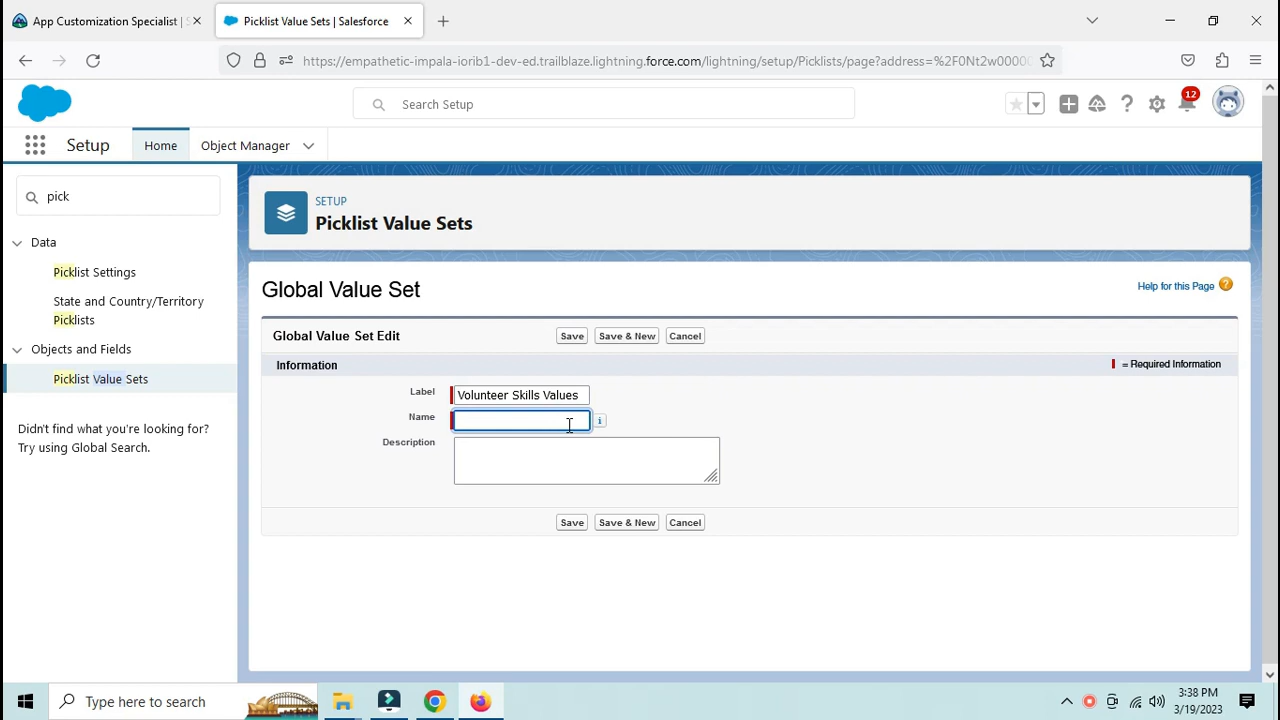 App Customization Specialist | S
Picklist Value Sets | Salesforce
https://empathetic-impala-iorib1-dev-ed.trailblaze.lightning.force.com/lightning/setup/Picklists/page?address=%2F0Nt2w00000
Search Setup
12
Setup
Home
Object Manager
pick
SETUP
Picklist Value Sets
Data
Picklist Settings
State and Country/Territory
Picklists
Objects and Fields
Picklist Value Sets
Didn't find what you're looking for?
Try using Global Search.
Global Value Set
Help for this Page
Global Value Set Edit
Save
Save & New
Cancel
Information
= Required Information
Label
Volunteer Skills Values
Name
i
Description
Save
Save & New
Cancel
Type here to search
3:38 PM
3/19/2023